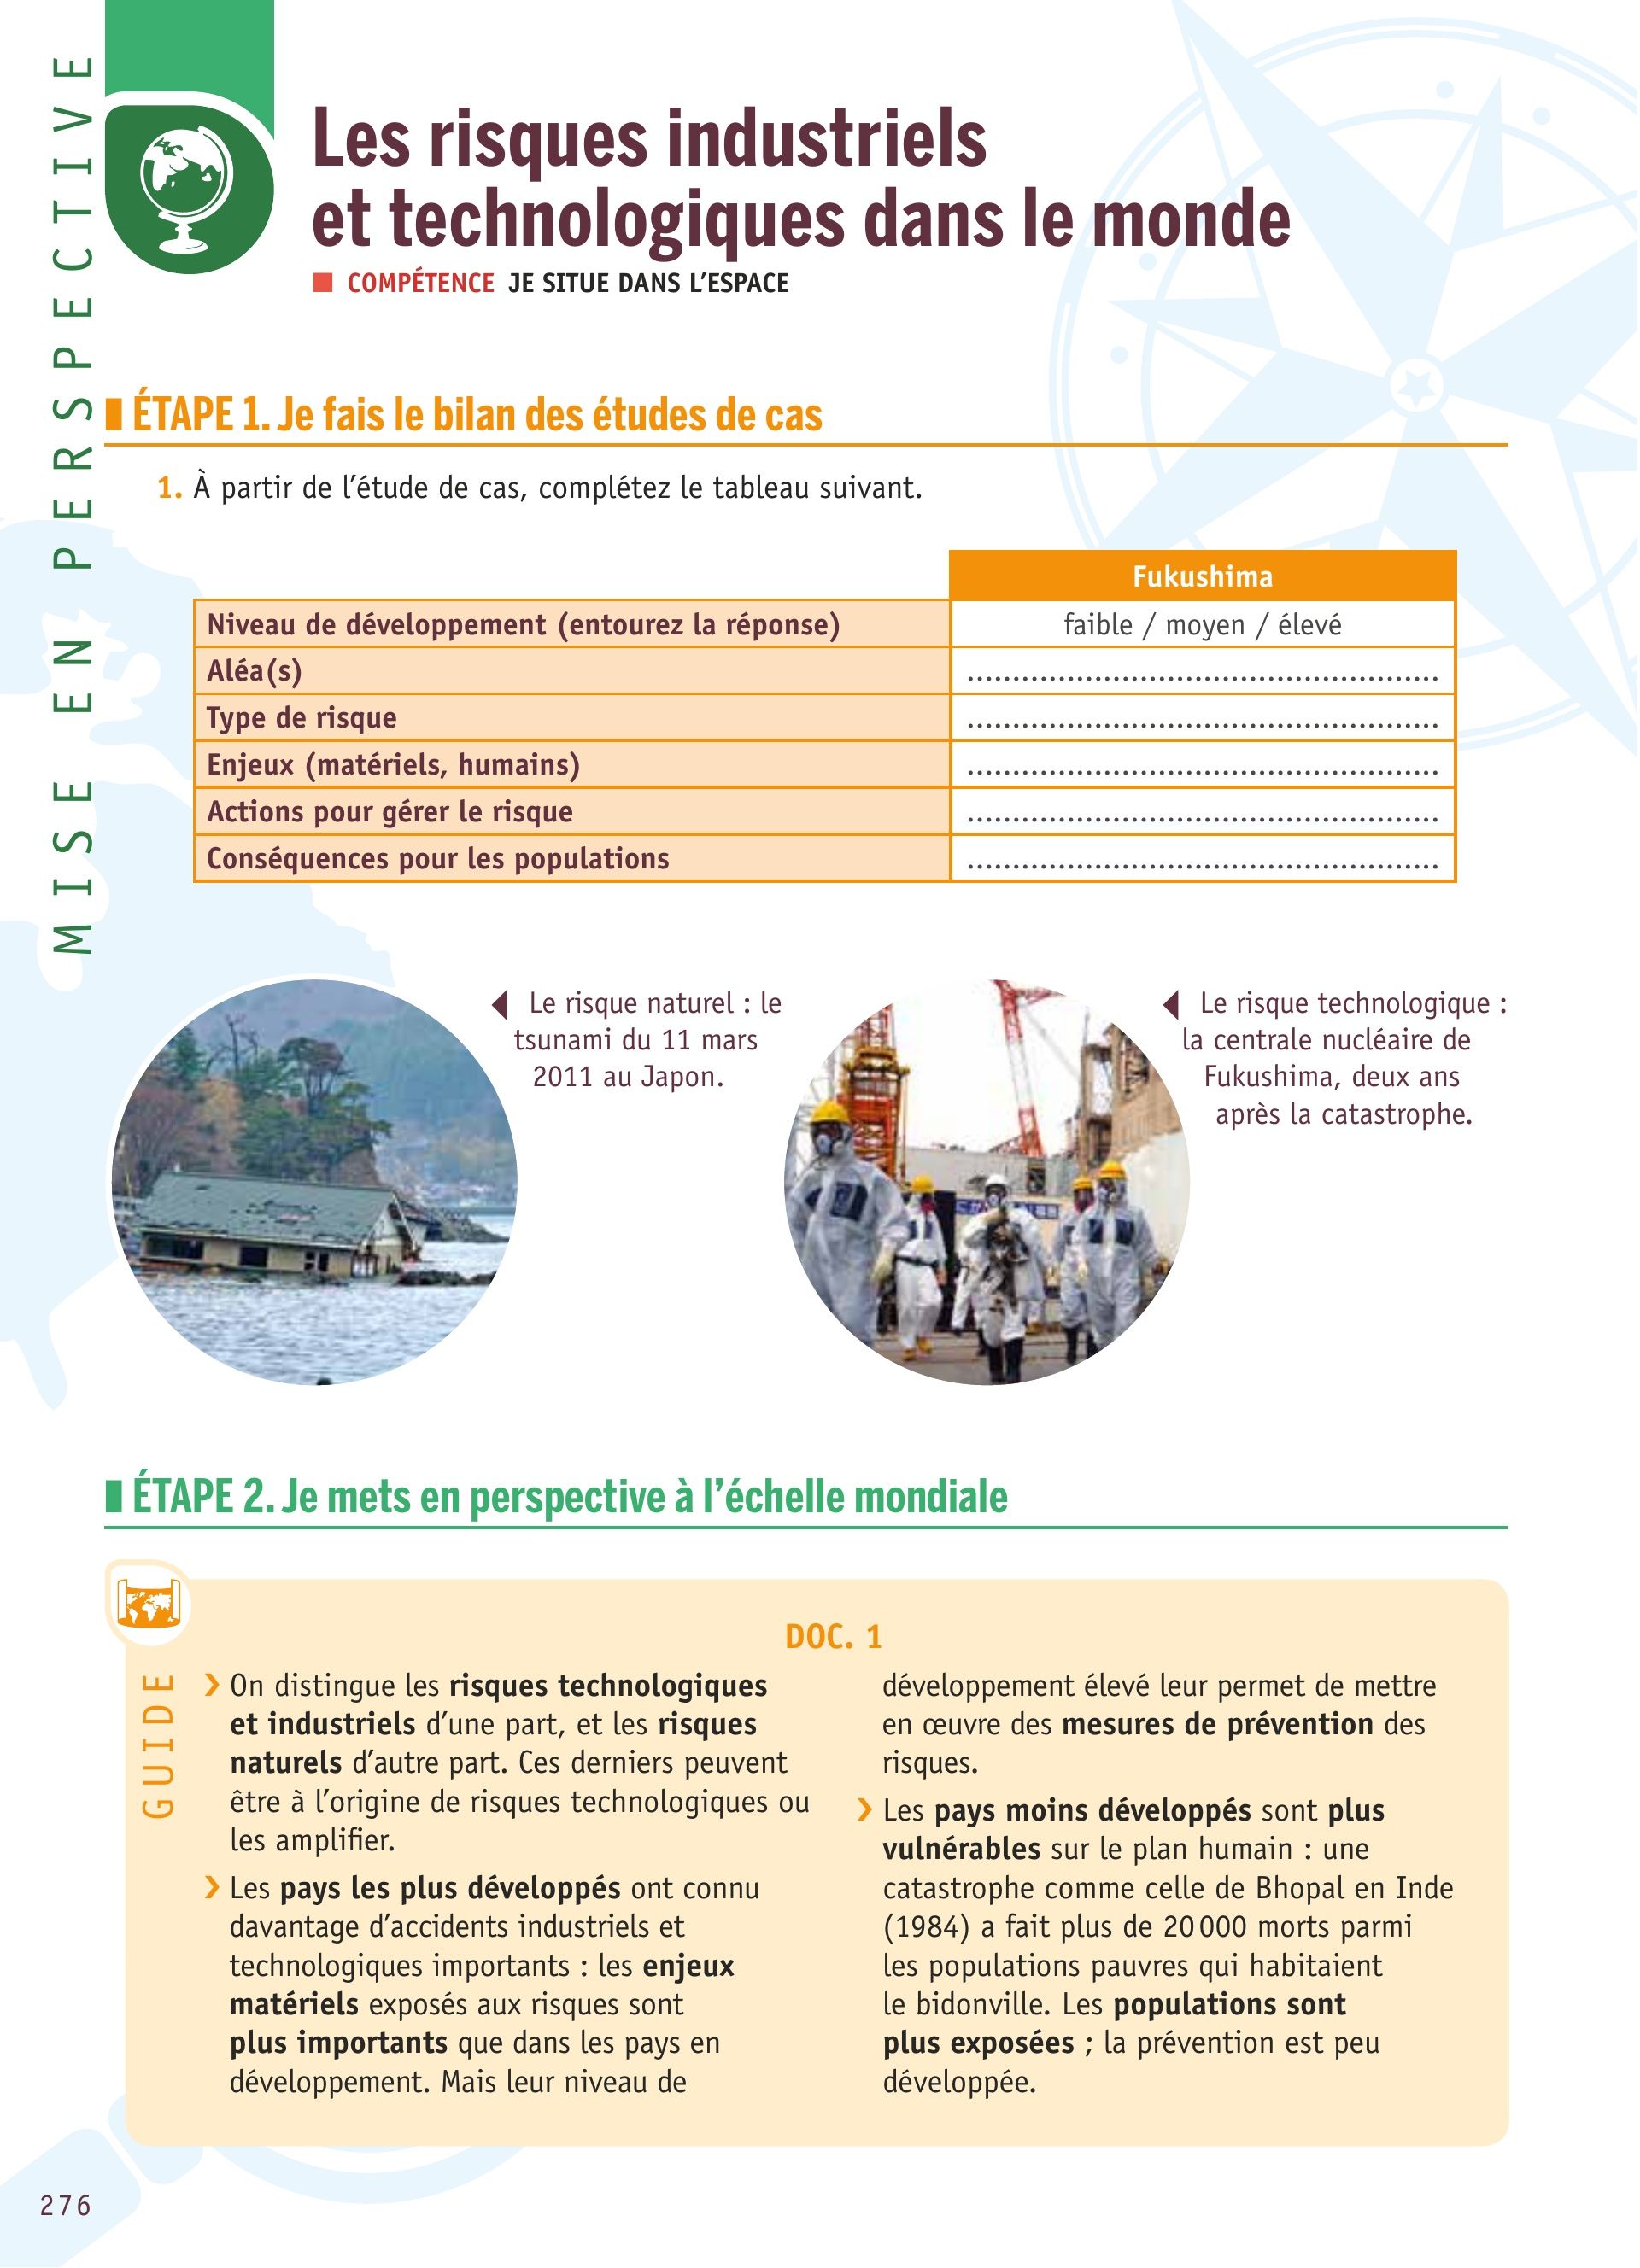 MISE EN PERSPECTIVE
Les risques industriels
et technologiques dans le monde
COMPÉTENCE JE SITUE DANS L'ESPACE
ÉTAPE 1. Je fais le bilan des études de cas
1. À partir de l'étude de cas, complétez le tableau suivant.
Fukushima
Niveau de développement (entourez la réponse) faible / moyen / élevé
Aléa(s) ....................................................
Type de risque ....................................................
Enjeux (matériels, humains) ....................................................
Actions pour gérer le risque ....................................................
Conséquences pour les populations ....................................................
Le risque naturel : le
tsunami du 11 mars
2011 au Japon.
Le risque technologique :
la centrale nucléaire de
Fukushima, deux ans
après la catastrophe.
ÉTAPE 2. Je mets en perspective à l'échelle mondiale
GUIDE
DOC. 1
On distingue les risques technologiques
et industriels d'une part, et les risques
naturels d'autre part. Ces derniers peuvent
être à l'origine de risques technologiques ou
les amplifier.
Les pays les plus développés ont connu
davantage d'accidents industriels et
technologiques importants : les enjeux
matériels exposés aux risques sont
plus importants que dans les pays en
développement. Mais leur niveau de
développement élevé leur permet de mettre
en œuvre des mesures de prévention des
risques.
Les pays moins développés sont plus
vulnérables sur le plan humain : une
catastrophe comme celle de Bhopal en Inde
(1984) a fait plus de 20 000 morts parmi
les populations pauvres qui habitaient
le bidonville. Les populations sont
plus exposées ; la prévention est peu
développée.
276